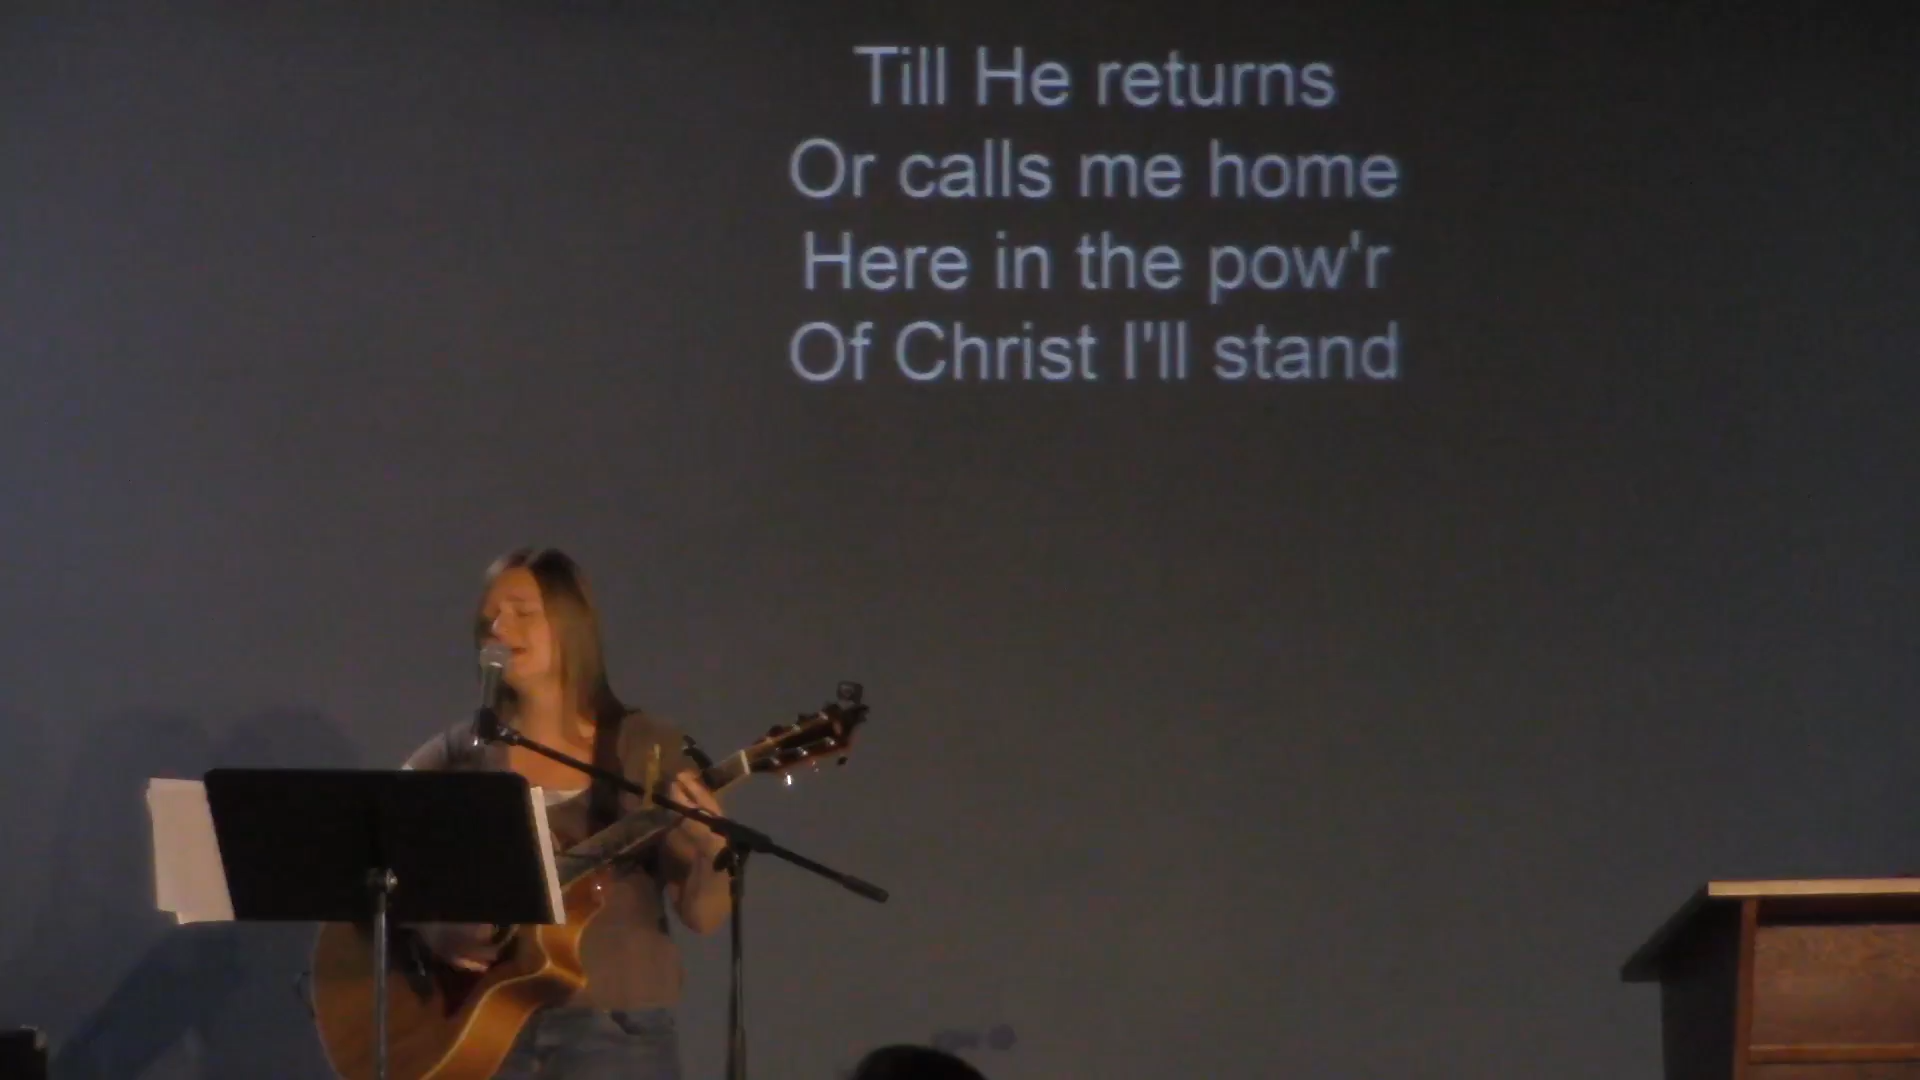 Till He returns
Or calls me home
Here in the pow'r
Of Christ I'll stand